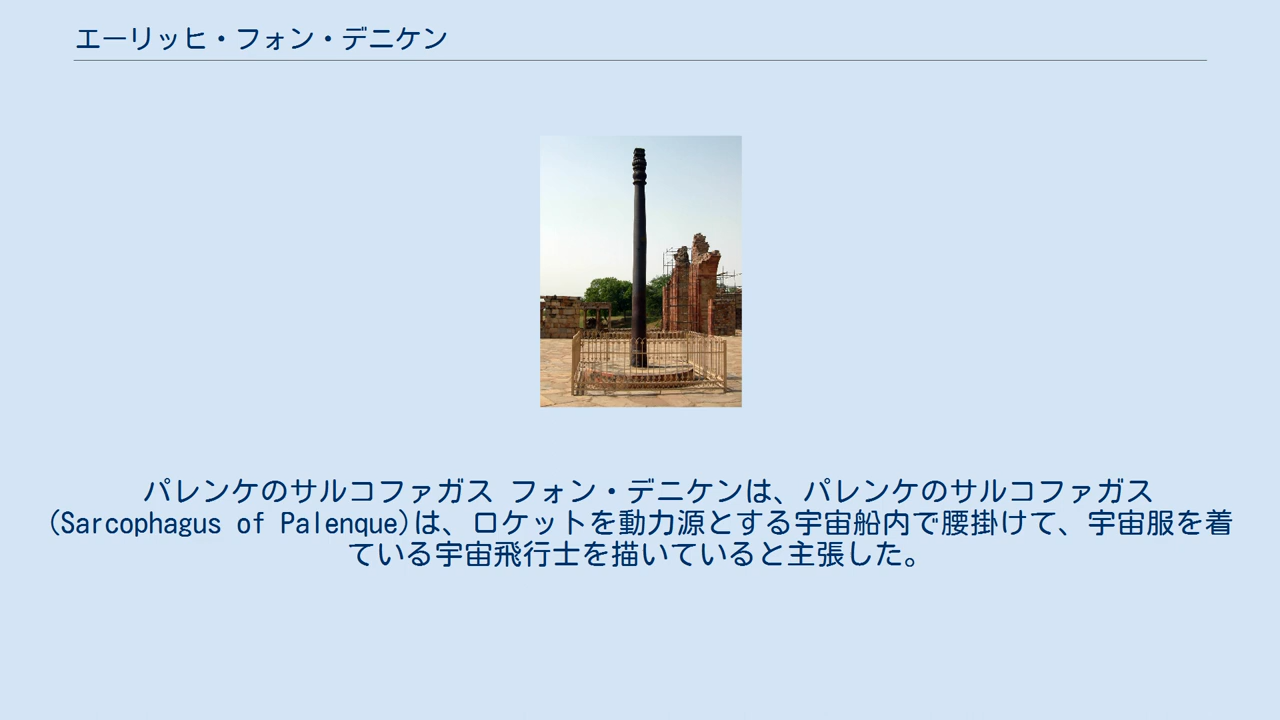 エーリッヒ・フォン・デニケン
パレンケのサルコファガス フォン・デニケンは、パレンケのサルコファガス
(Sarcophagus of Palenque)は、ロケットを動力源とする宇宙船内で腰掛けて、宇宙服を着
ている宇宙飛行士を描いていると主張した。